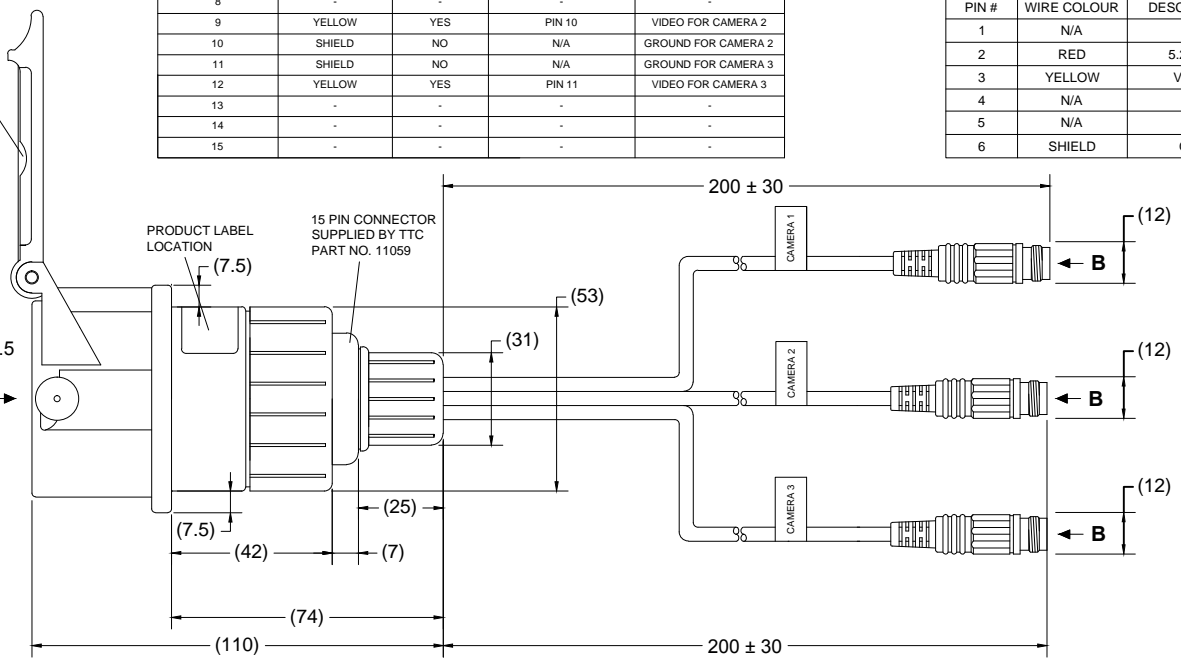 8 - - - -
9 YELLOW YES PIN 10 VIDEO FOR CAMERA 2
10 SHIELD NO N/A GROUND FOR CAMERA 2
11 SHIELD NO N/A GROUND FOR CAMERA 3
12 YELLOW YES PIN 11 VIDEO FOR CAMERA 3
13 - - - -
14 - - - -
15 - - - -
PIN # WIRE COLOUR
1 N/A
2 RED
3 YELLOW
4 N/A
5 N/A
6 SHIELD
200 ± 30
PRODUCT LABEL
LOCATION
15 PIN CONNECTOR
SUPPLIED BY TTC
PART NO. 11059
(7.5)
(53)
(31)
CAMERA 1
(12)
B
CAMERA 2
(12)
B
CAMERA 3
(12)
B
(7.5)
(25)
(42)
(7)
(74)
(110)
200 ± 30